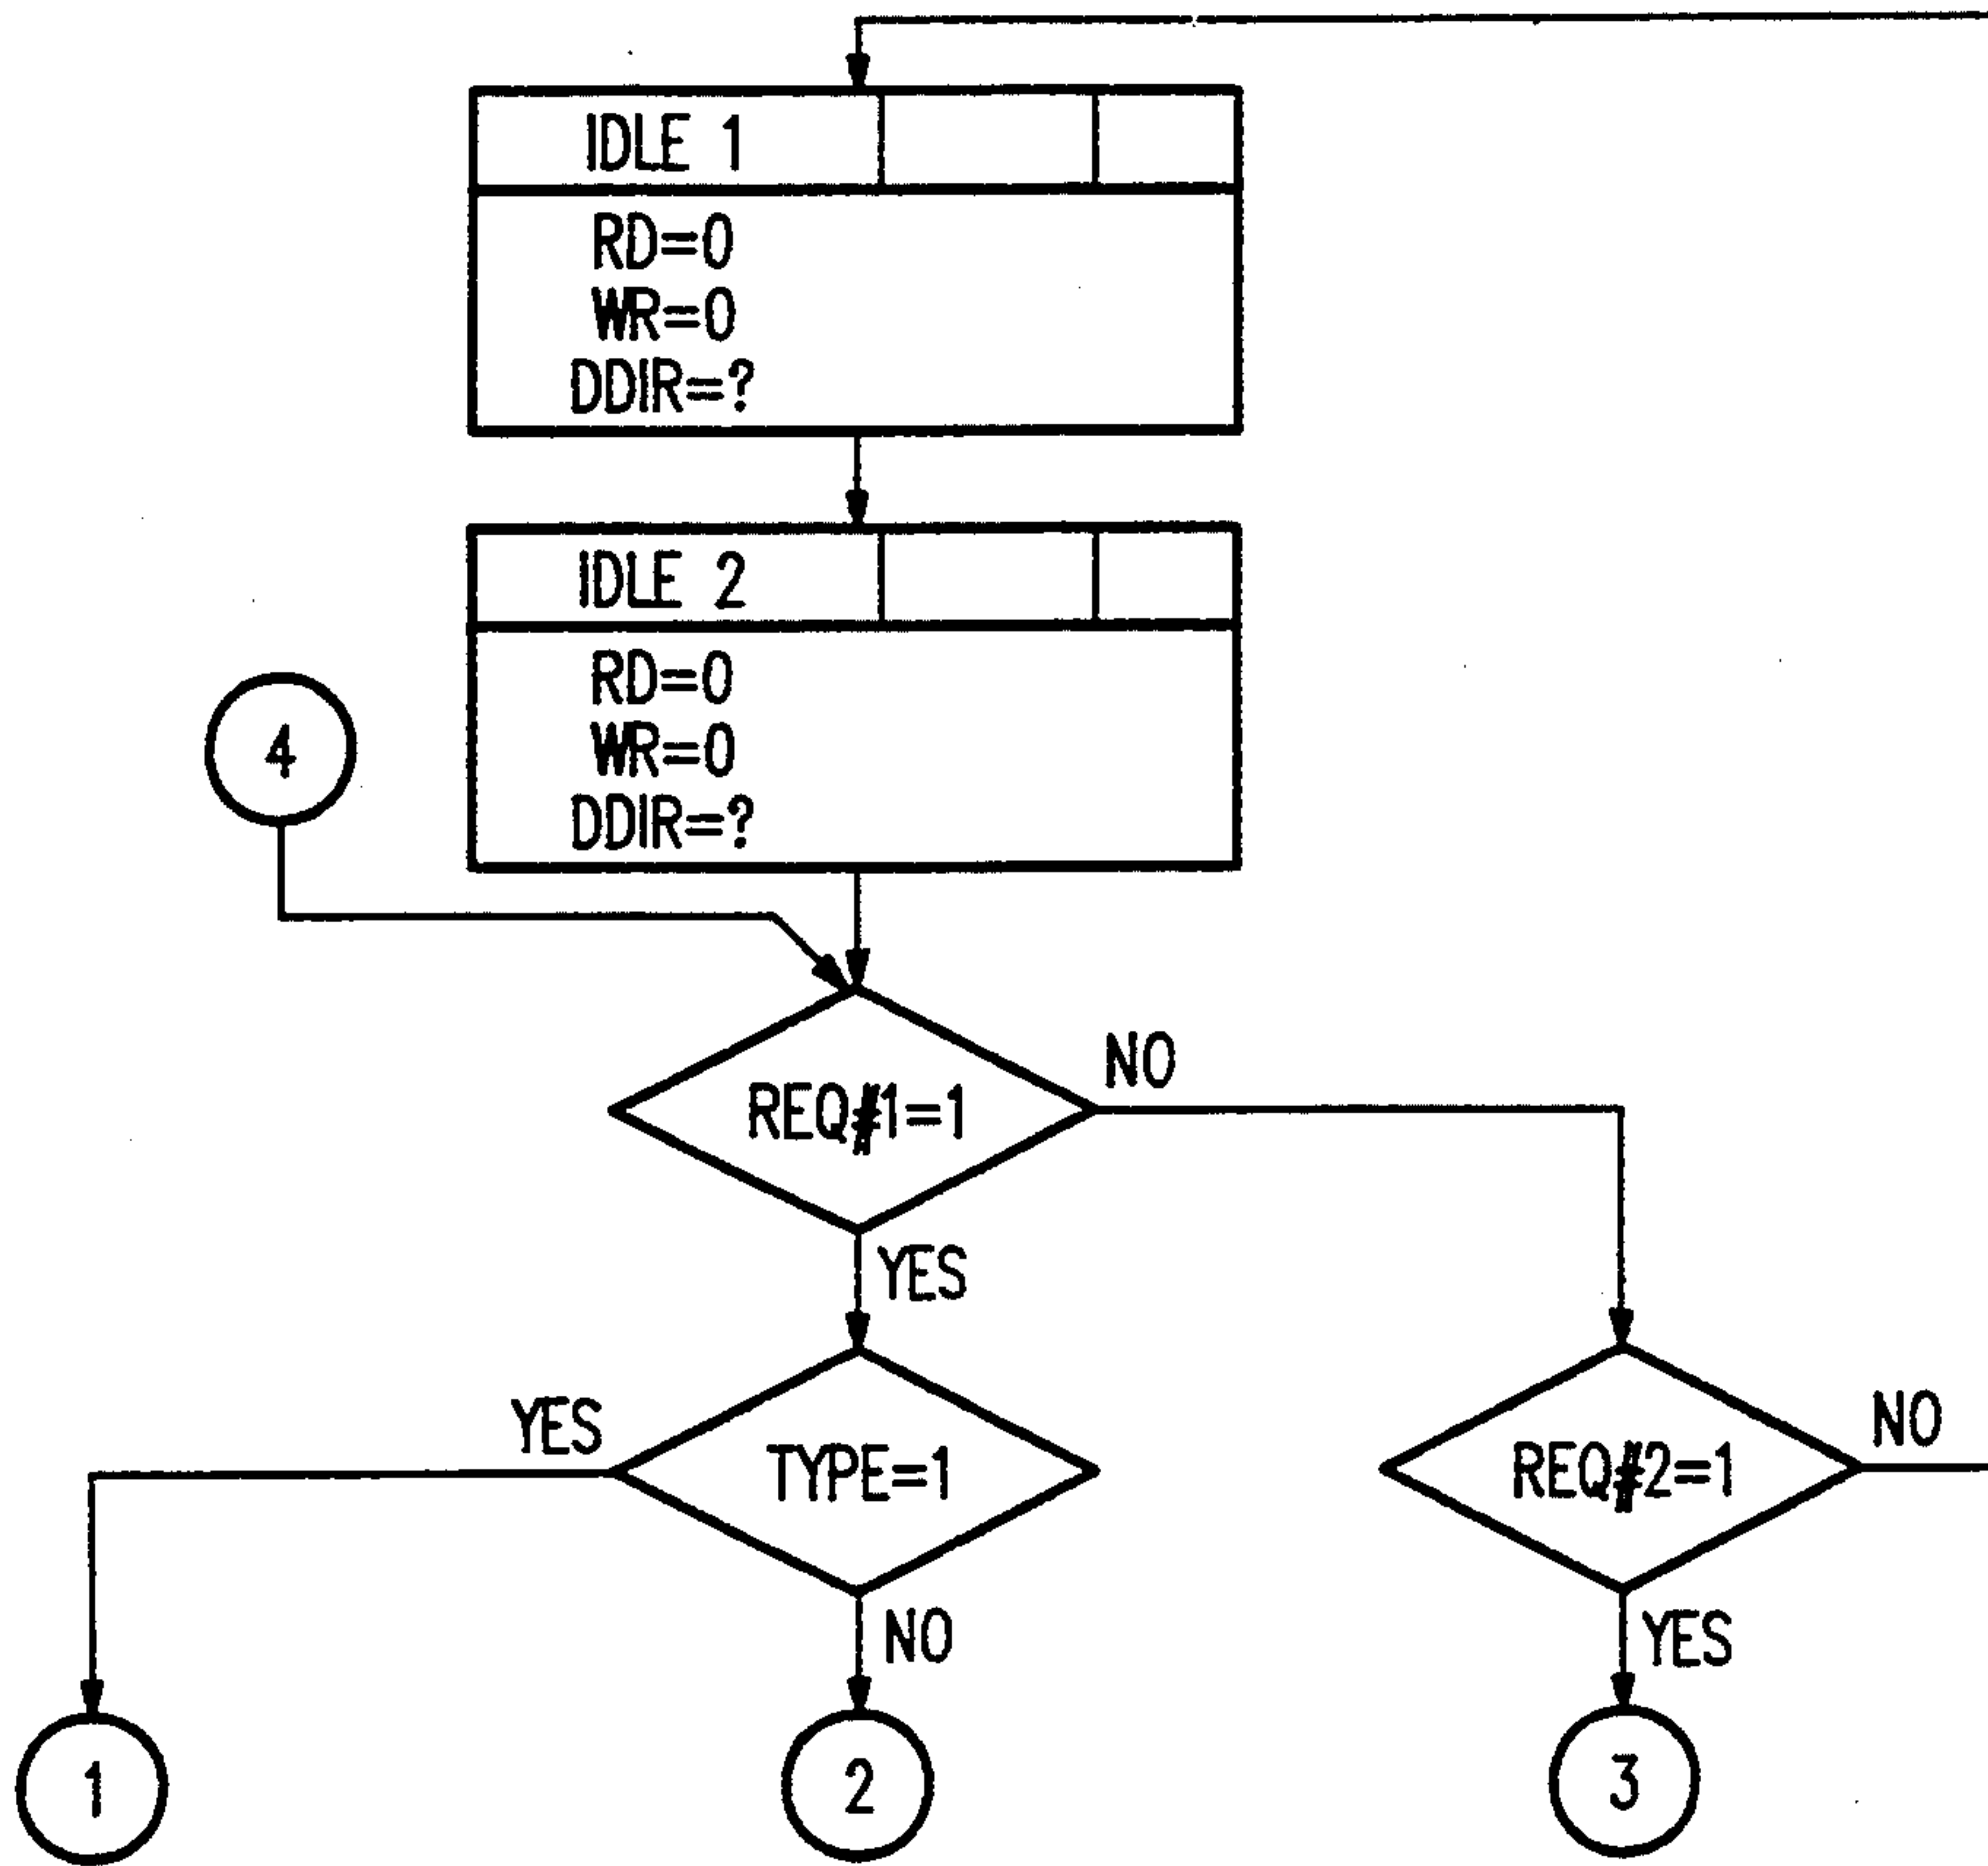 IDLE 1
RD=0
WR=0
DDIR=?
IDLE 2
RD=0
WR=0
DDIR=?
4
REQ#1=1
NO
YES
YES
TYPE=1
REQ#2=1
NO
NO
YES
1
2
3